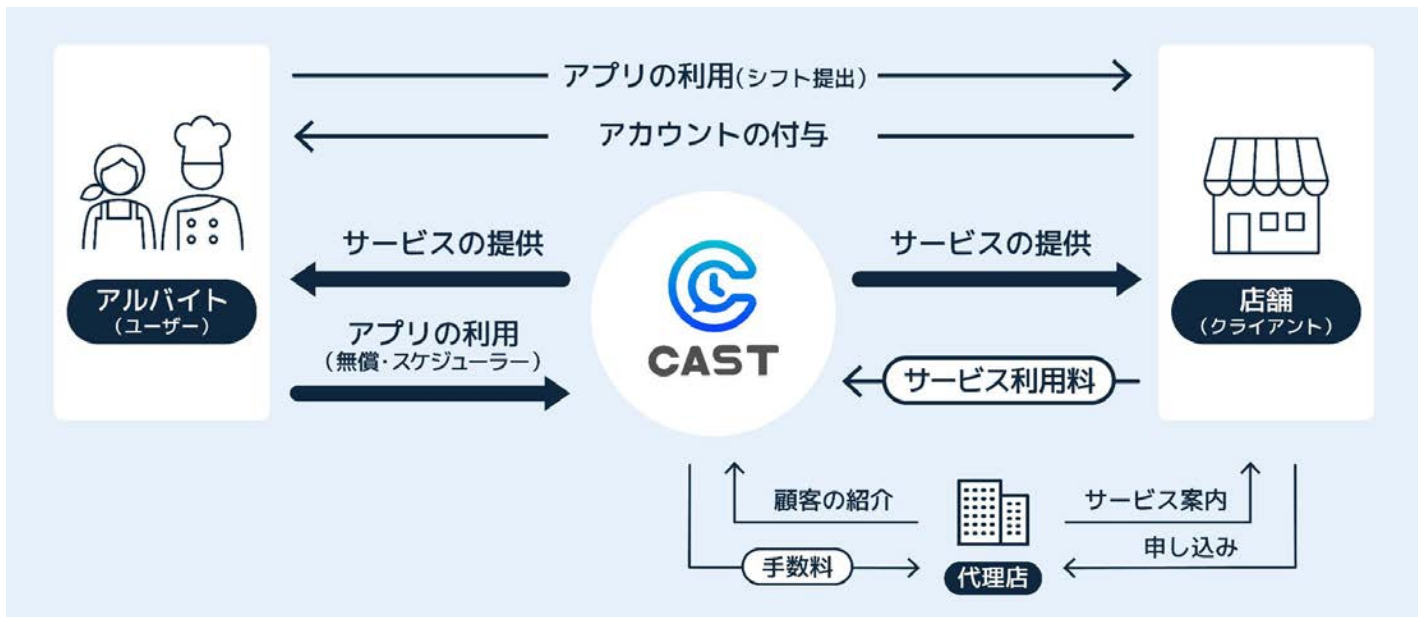 アプリの利用(シフト提出)
アカウントの付与
サービスの提供
サービスの提供
アルバイト
(ユーザー)
アプリの利用
(無償・スケジューラー)
CAST
店舗
(クライアント)
サービス利用料
顧客の紹介
サービス案内
手数料
代理店
申し込み